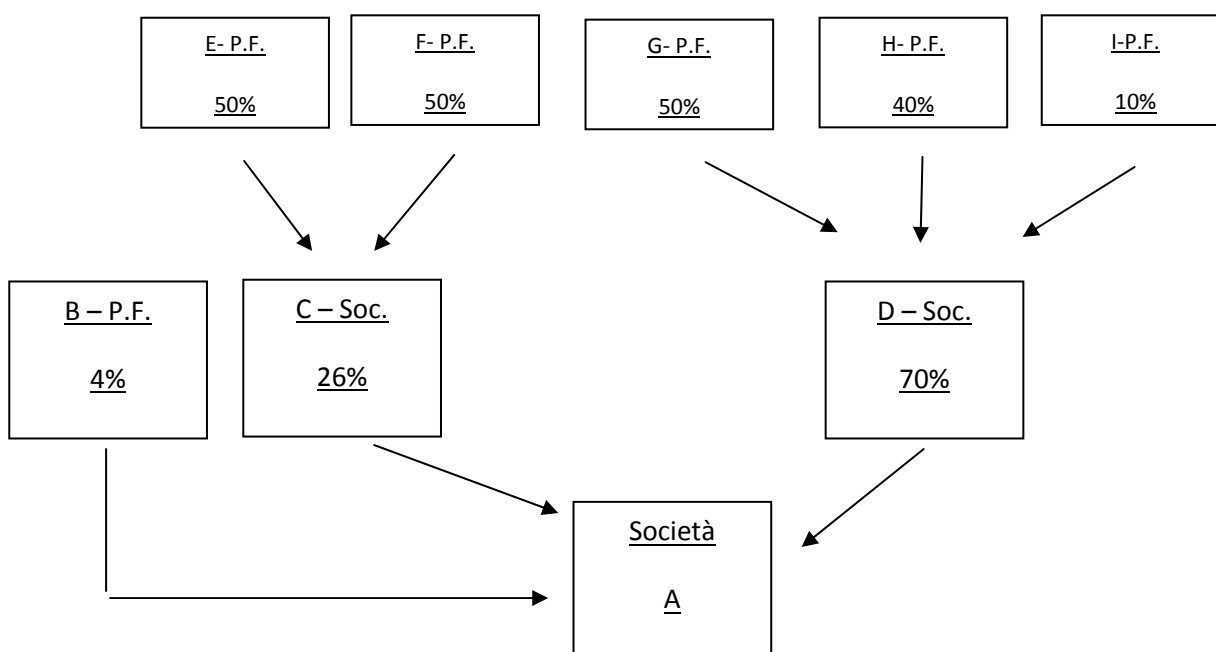 E- P.F.
50%
F- P.F.
50%
G- P.F.
50%
H- P.F.
40%
I-P.F.
10%
B – P.F.
4%
C – Soc.
26%
D – Soc.
70%
Società
A